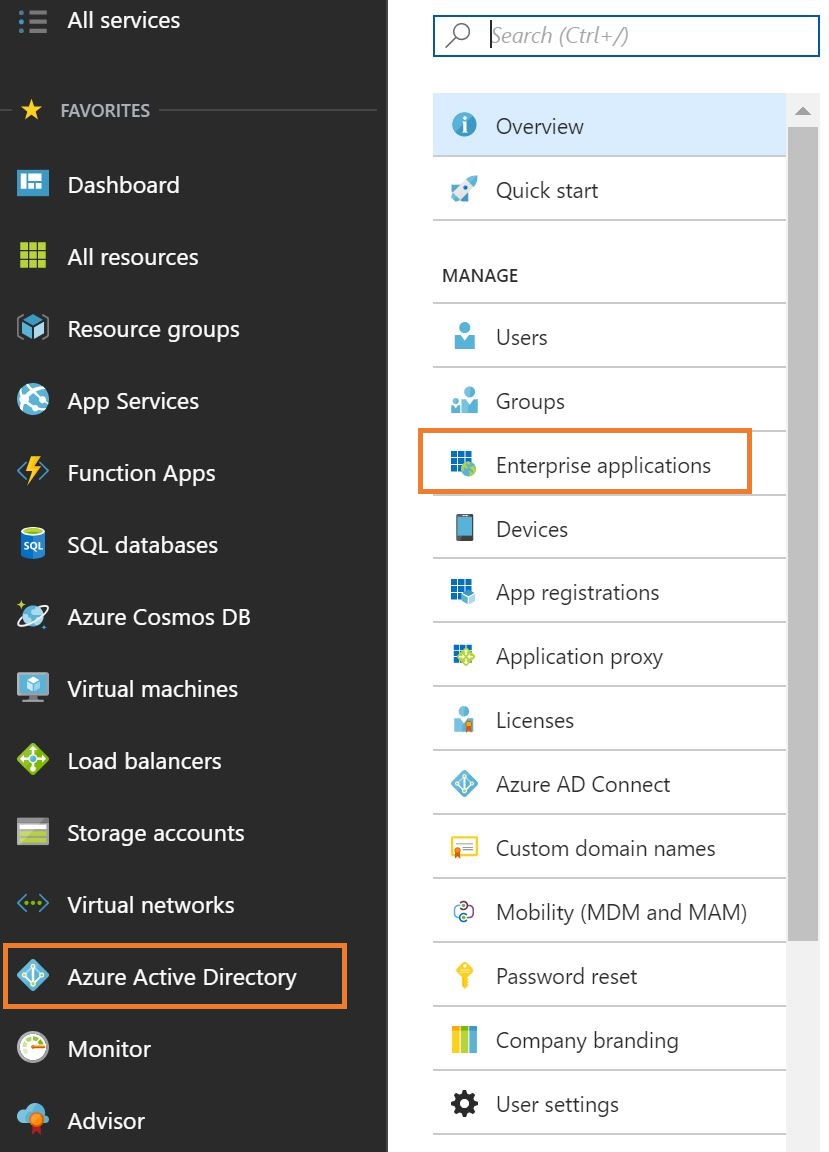 All services
FAVORITES
Dashboard
All resources
Resource groups
App Services
Function Apps
SQL
SQL databases
Azure Cosmos DB
Virtual machines
Load balancers
Storage accounts
Virtual networks
Azure Active Directory
Monitor
Advisor
Search (Ctrl+/)
Overview
Quick start
MANAGE
Users
Groups
Enterprise applications
Devices
App registrations
Application proxy
Licenses
Azure AD Connect
Custom domain names
Mobility (MDM and MAM)
Password reset
Company branding
User settings